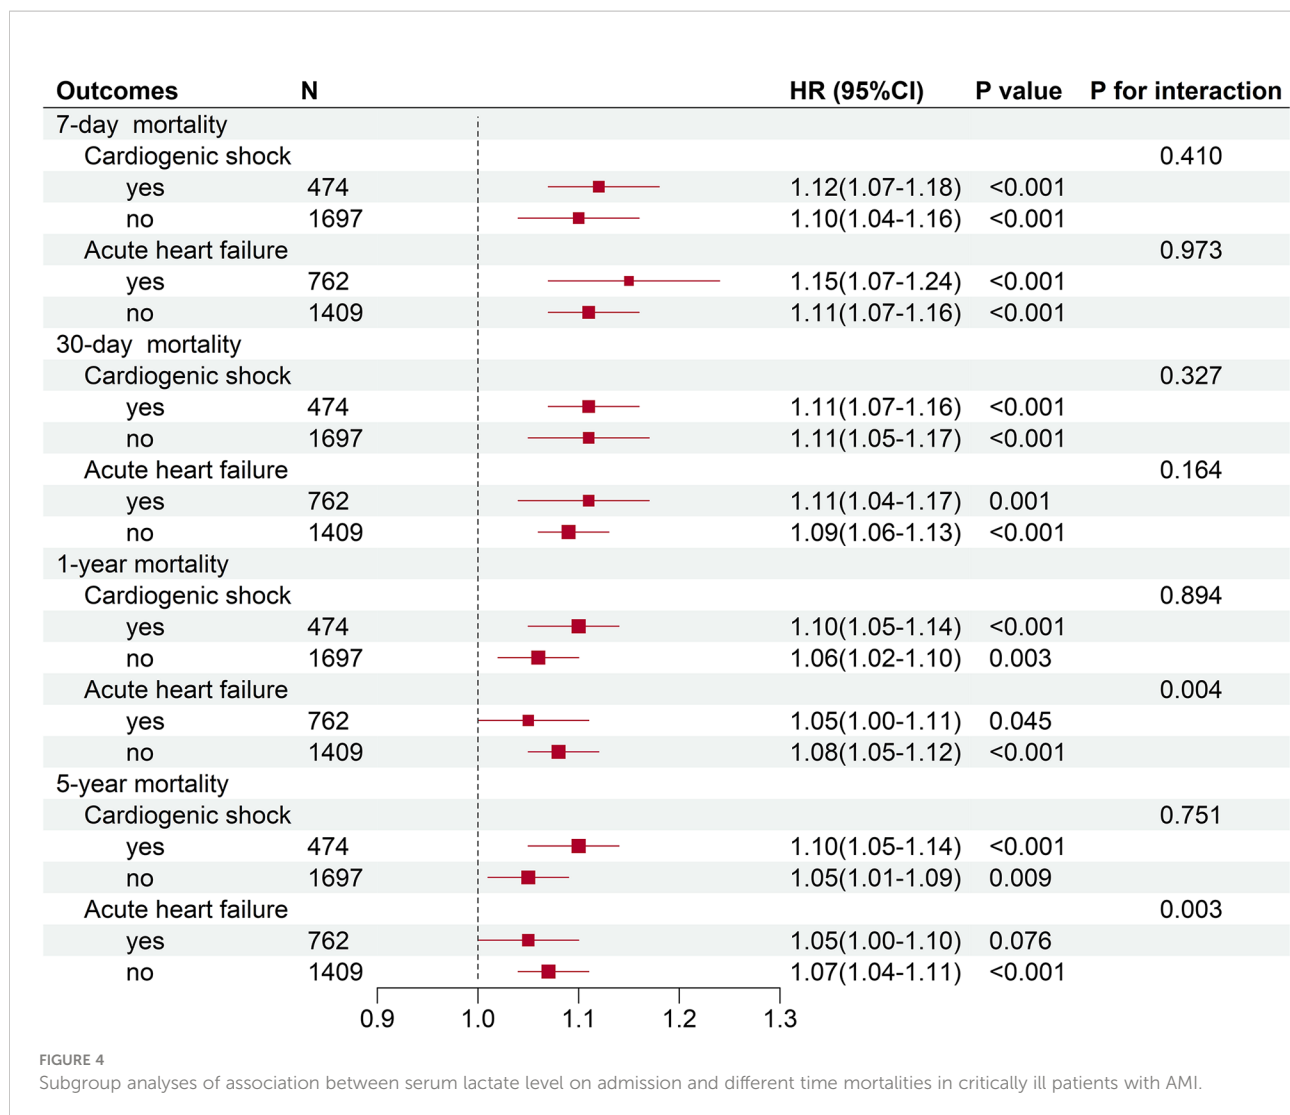 Outcomes N HR (95%CI) P value P for interaction
7-day mortality
Cardiogenic shock 0.410
yes 474 1.12(1.07-1.18) <0.001
no 1697 1.10(1.04-1.16) <0.001
Acute heart failure 0.973
yes 762 1.15(1.07-1.24) <0.001
no 1409 1.11(1.07-1.16) <0.001
30-day mortality
Cardiogenic shock 0.327
yes 474 1.11(1.07-1.16) <0.001
no 1697 1.11(1.05-1.17) <0.001
Acute heart failure 0.164
yes 762 1.11(1.04-1.17) 0.001
no 1409 1.09(1.06-1.13) <0.001
1-year mortality
Cardiogenic shock 0.894
yes 474 1.10(1.05-1.14) <0.001
no 1697 1.06(1.02-1.10) 0.003
Acute heart failure 0.004
yes 762 1.05(1.00-1.11) 0.045
no 1409 1.08(1.05-1.12) <0.001
5-year mortality
Cardiogenic shock 0.751
yes 474 1.10(1.05-1.14) <0.001
no 1697 1.05(1.01-1.09) 0.009
Acute heart failure 0.003
yes 762 1.05(1.00-1.10) 0.076
no 1409 1.07(1.04-1.11) <0.001
0.9 1.0 1.1 1.2 1.3
FIGURE 4
Subgroup analyses of association between serum lactate level on admission and different time mortalities in critically ill patients with AMI.